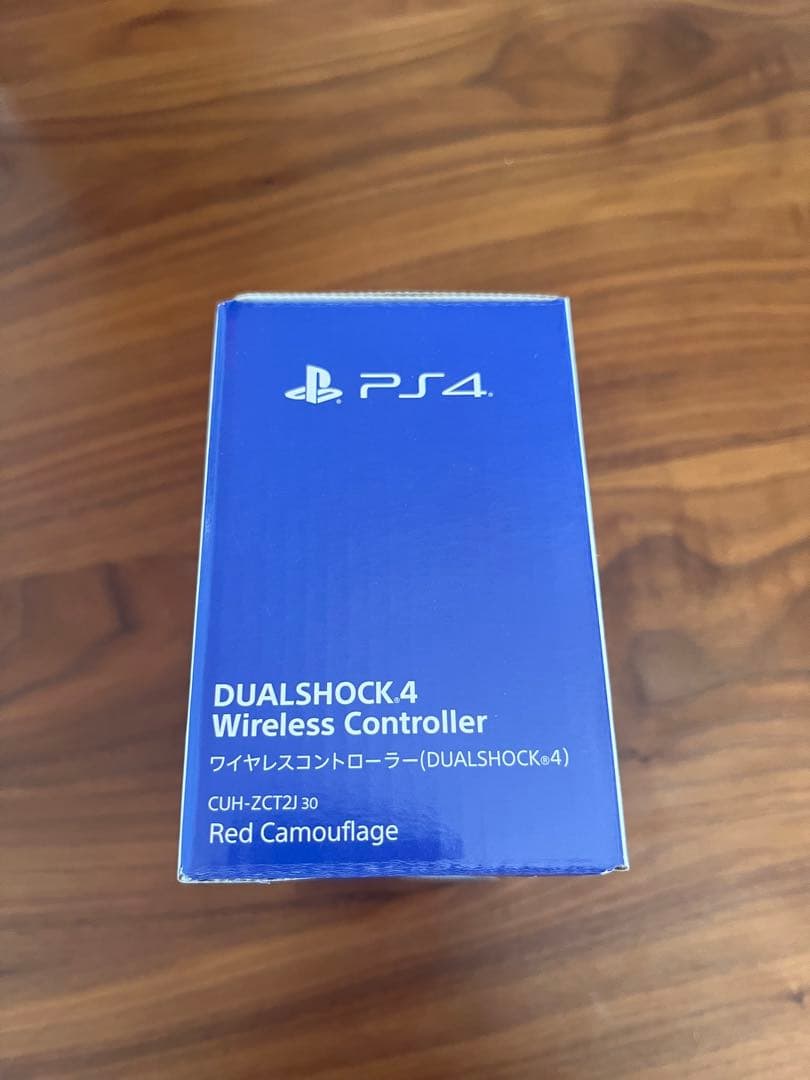 PS4
DUALSHOCK®4
Wireless Controller
ワイヤレスコントローラー(DUALSHOCK®4)
CUH-ZCT2J 30
Red Camouflage